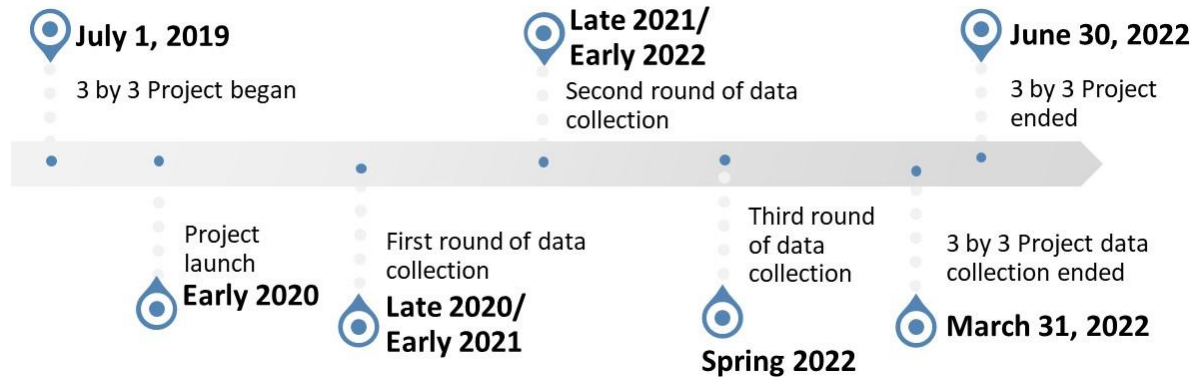 July 1, 2019
3 by 3 Project began
Project
launch
Early 2020
First round of data
collection
Late 2020/
Early 2021
Late 2021/
Early 2022
Second round of data
collection
Third round
of data
collection
Spring 2022
3 by 3 Project data
collection ended
March 31, 2022
June 30, 2022
3 by 3 Project
ended